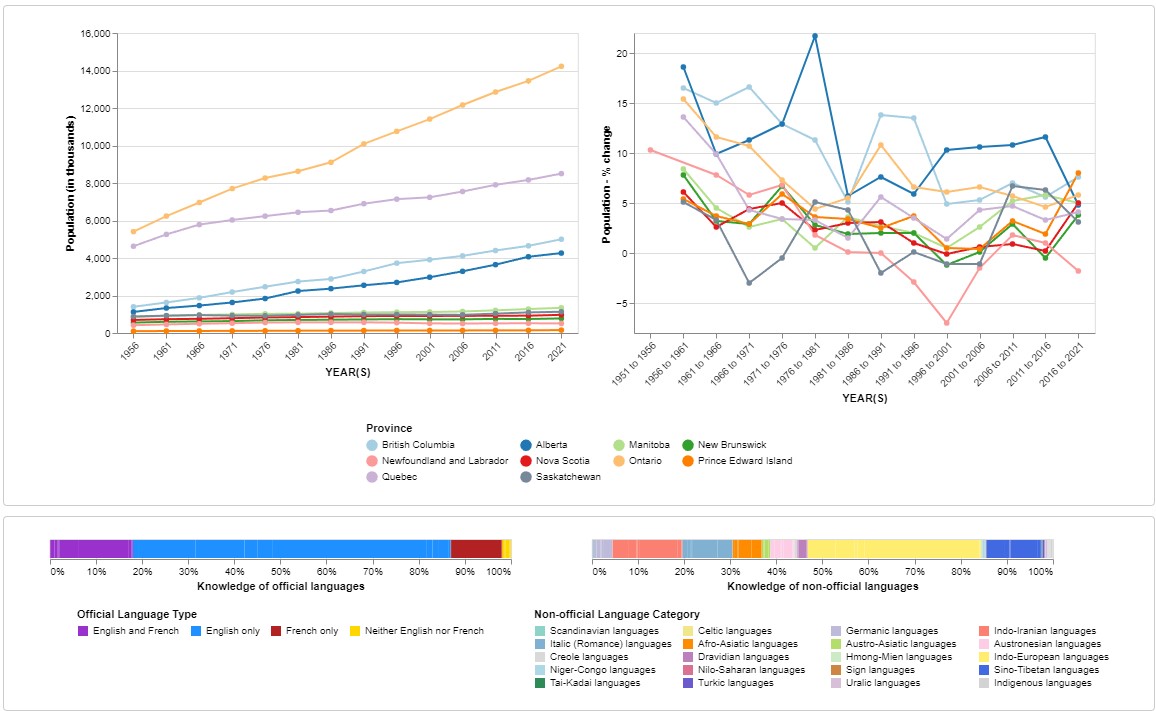 16,000
14,000
12,000
10,000
8,000
6,000
4,000
2,000
0
Population (in thousands)
1956
1961
1966
1971
1976
1981
1986
1991
1996
2001
2006
2011
2016
2021
YEAR(S)
20
15
10
5
0
−5
Population - % change
1951 to 1956
1956 to 1961
1961 to 1966
1966 to 1971
1971 to 1976
1976 to 1981
1981 to 1986
1986 to 1991
1991 to 1996
1996 to 2001
2001 to 2006
2006 to 2011
2011 to 2016
2016 to 2021
YEAR(S)
Province
British Columbia Alberta Manitoba New Brunswick
Newfoundland and Labrador Nova Scotia Ontario Prince Edward Island
Quebec Saskatchewan
0% 10% 20% 30% 40% 50% 60% 70% 80% 90% 100%
Knowledge of official languages
Official Language Type
English and French English only French only Neither English nor French
0% 10% 20% 30% 40% 50% 60% 70% 80% 90% 100%
Knowledge of non-official languages
Non-official Language Category
Scandinavian languages Celtic languages Germanic languages Indo-Iranian languages
Italic (Romance) languages Afro-Asiatic languages Austro-Asiatic languages Austronesian languages
Creole languages Dravidian languages Hmong-Mien languages Indo-European languages
Niger-Congo languages Nilo-Saharan languages Sign languages Sino-Tibetan languages
Tai-Kadai languages Turkic languages Uralic languages Indigenous languages